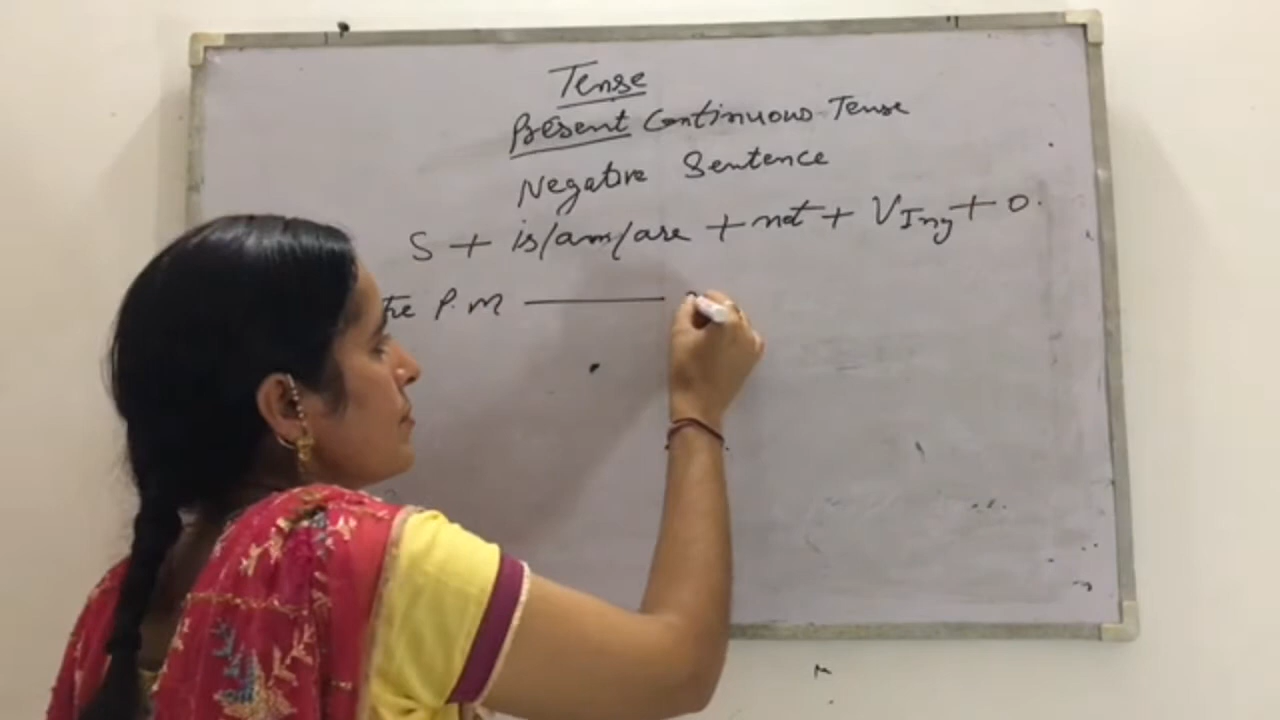 Tense
Present Continuous Tense
Negative Sentence
S + is/am/are + not + VIng + O.
The P.M ————